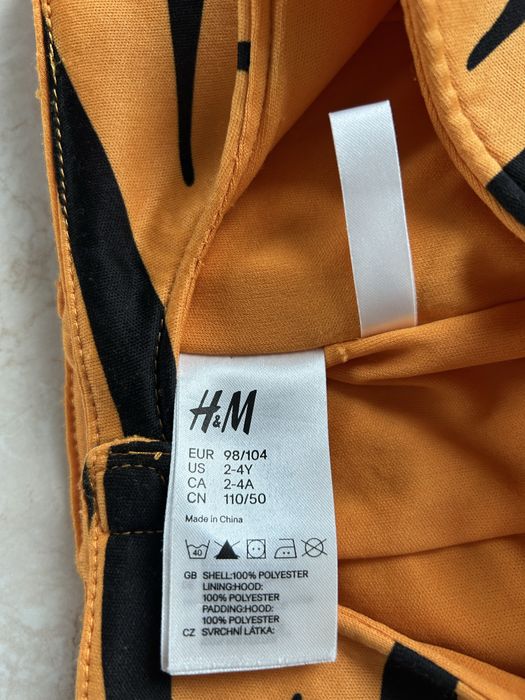 H&M
EUR 98/104
US 2-4Y
CA 2-4A
CN 110/50
Made in China
40
GB SHELL:100% POLYESTER
LINING:HOOD:
100% POLYESTER
PADDING:HOOD:
100% POLYESTER
CZ SVRCHNÍ LÁTKA: